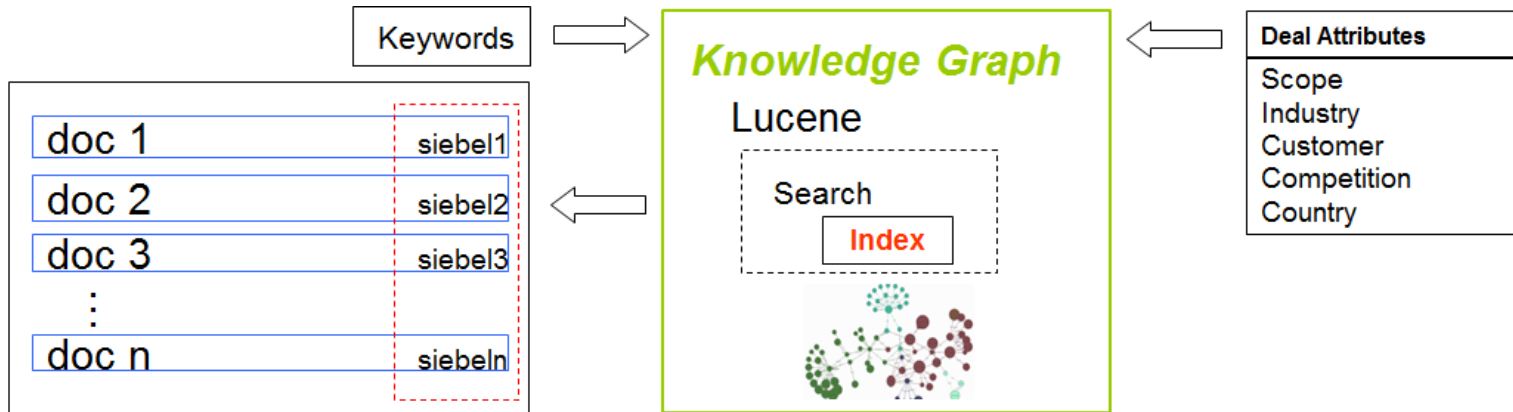 Keywords
doc 1 siebel1
doc 2 siebel2
doc 3 siebel3
⋮
doc n siebeln
Knowledge Graph
Lucene
Search
Index
Deal Attributes
Scope
Industry
Customer
Competition
Country